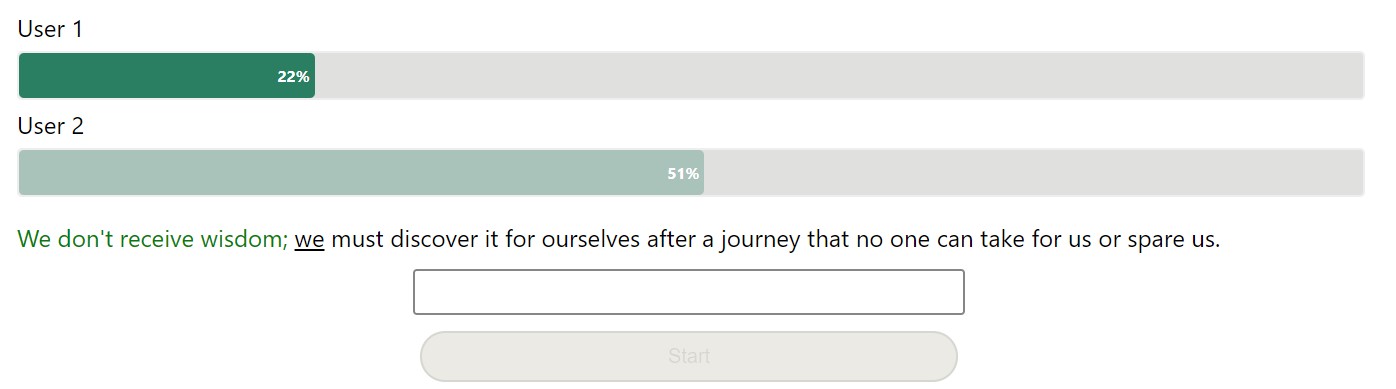 User 1
22%
User 2
51%
We don't receive wisdom; we must discover it for ourselves after a journey that no one can take for us or spare us.
Start